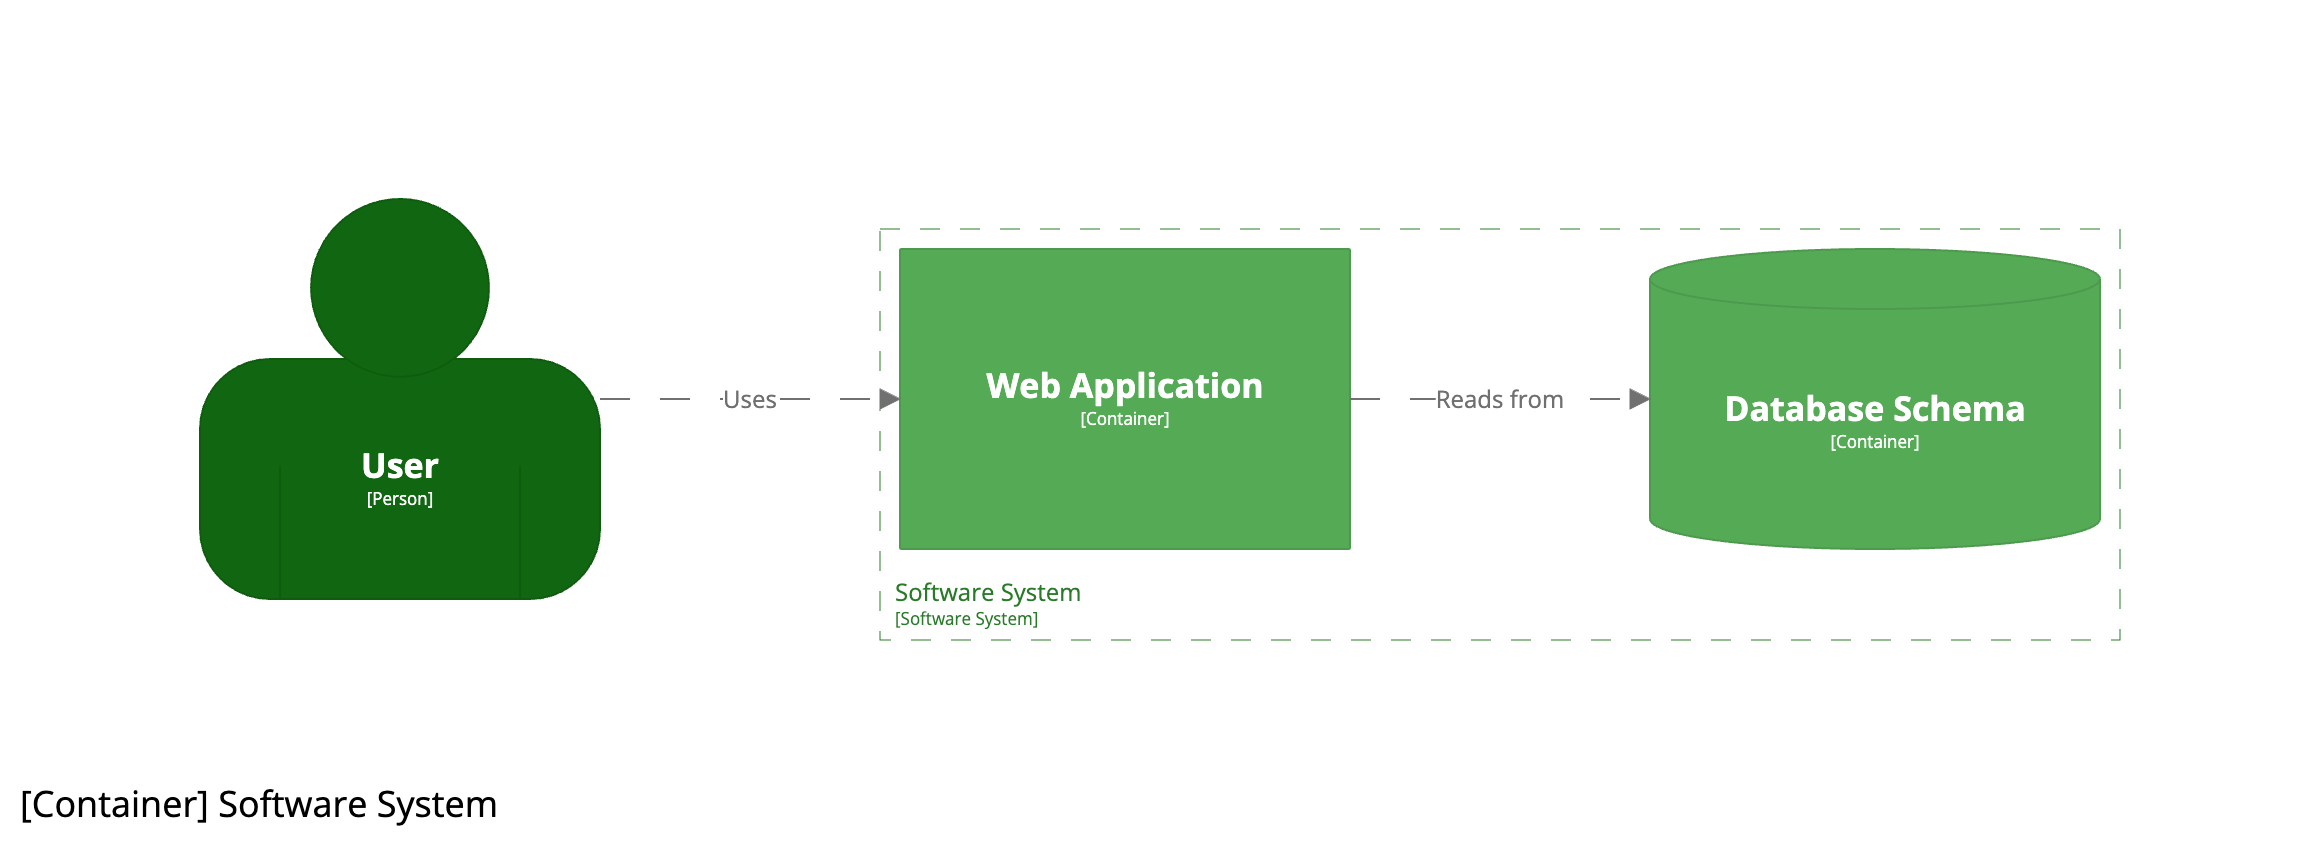 User
[Person]
Uses
Web Application
[Container]
Reads from
Database Schema
[Container]
Software System
[Software System]
[Container] Software System